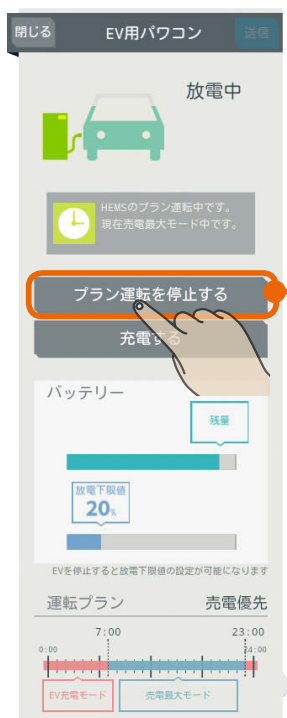 閉じる EV用パワコン 送信
放電中
HEMSのプラン運転中です。
現在売電最大モード中です。
プラン運転を停止する
充電する
バッテリー
残量
放電下限値
20%
EVを停止すると放電下限値の設定が可能になります
運転プラン 売電優先
7:00 23:00
0:00 24:00
EV充電モード 売電最大モード